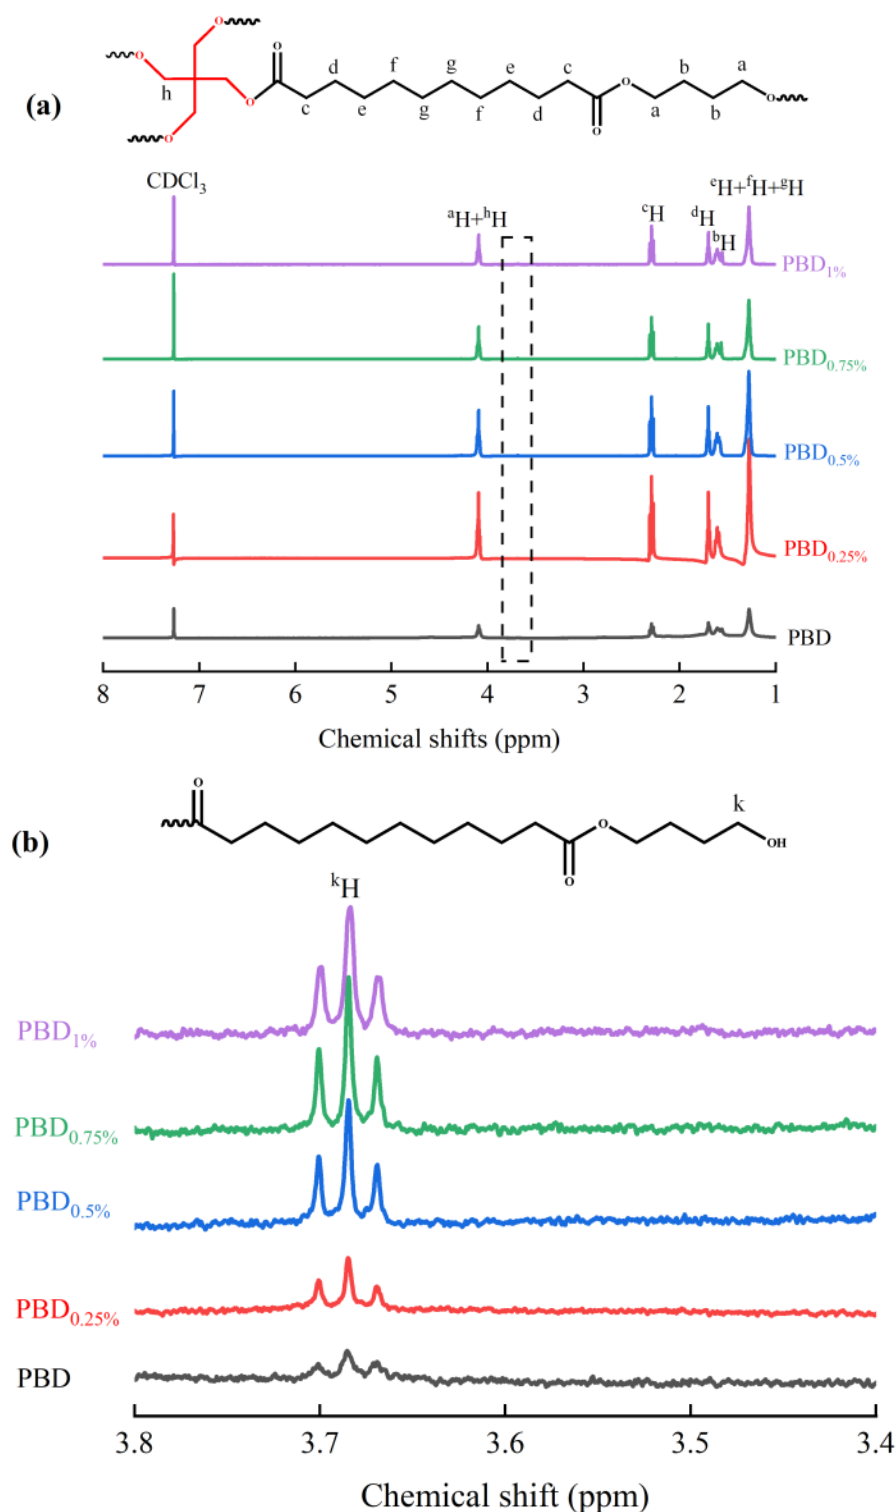 (a)
O
O
O
O
h
O
c
d
e
f
g
g
f
e
d
c
O
O
a
b
b
a
O
CDCl₃
ᵃH+ʰH
ᶜH
ᵈH
ᵇH
ᵉH+ᶠH+ᵍH
PBD₁%
PBD₀.₇₅%
PBD₀.₅%
PBD₀.₂₅%
PBD
8 7 6 5 4 3 2 1
Chemical shifts (ppm)
(b)
O
O
O
k
OH
ᵏH
PBD₁%
PBD₀.₇₅%
PBD₀.₅%
PBD₀.₂₅%
PBD
3.8 3.7 3.6 3.5 3.4
Chemical shift (ppm)